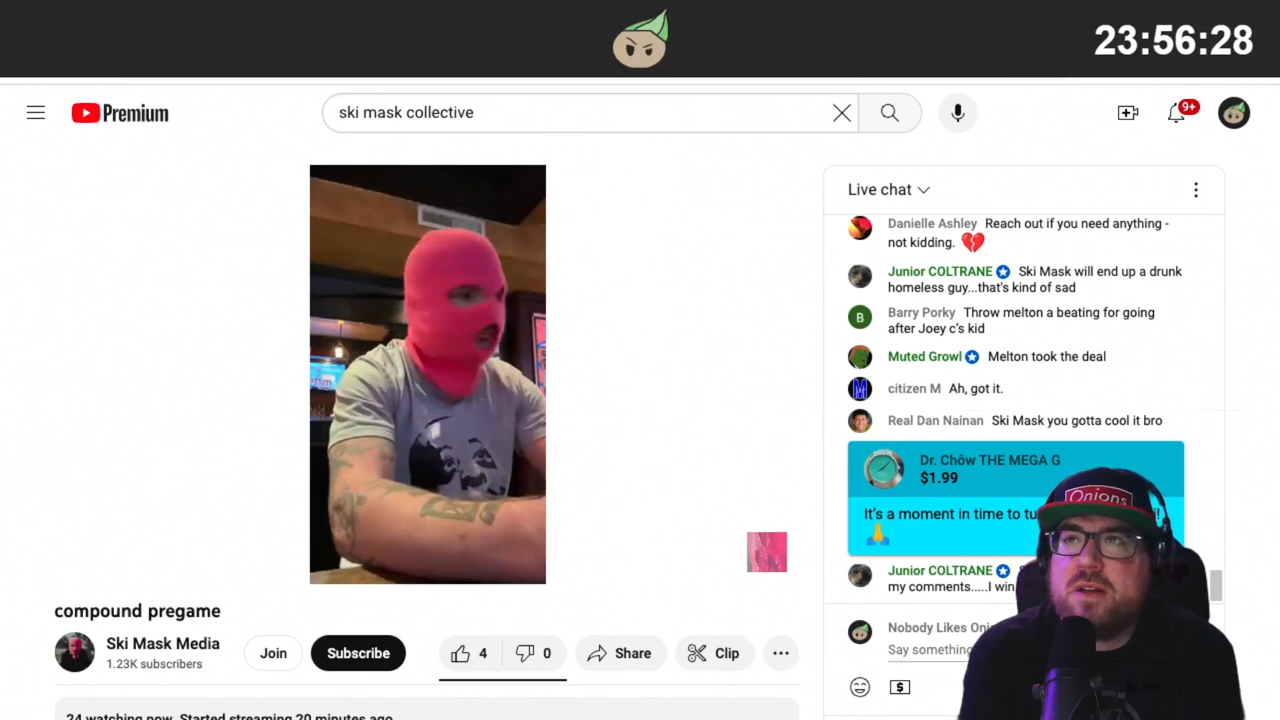 23:56:28
Premium
ski mask collective
9+
Live chat
Danielle Ashley Reach out if you need anything -
not kidding.
Junior COLTRANE Ski Mask will end up a drunk
homeless guy...that's kind of sad
Barry Porky Throw melton a beating for going
after Joey c's kid
B
Muted Growl Melton took the deal
M
citizen M Ah, got it.
Real Dan Nainan Ski Mask you gotta cool it bro
Dr. Chôw THE MEGA G
$1.99
It's a moment in time to
Onions
Junior COLTRANE
my comments.....I win
Nobody Likes Oni
Say something
compound pregame
Ski Mask Media
1.23K subscribers
Join
Subscribe
4
0
Share
Clip
24 watching now Started streaming 20 minutes ago